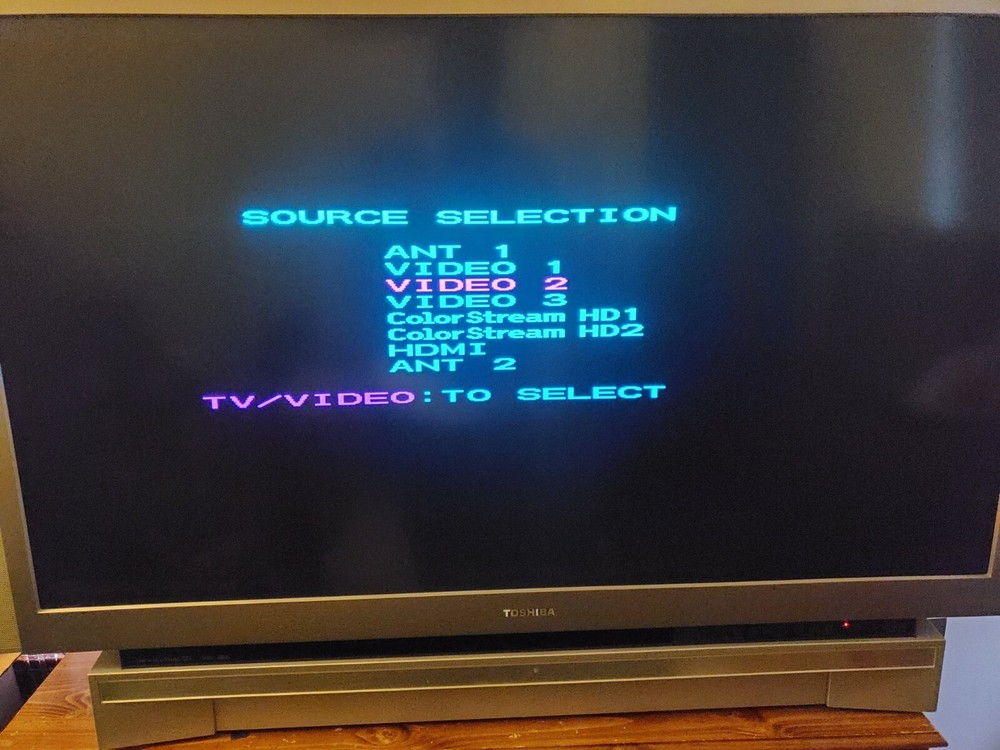 SOURCE SELECTION
ANT 1
VIDEO 1
VIDEO 2
VIDEO 3
ColorStream HD1
ColorStream HD2
HDMI
ANT 2
TV/VIDEO:TO SELECT
TOSHIBA